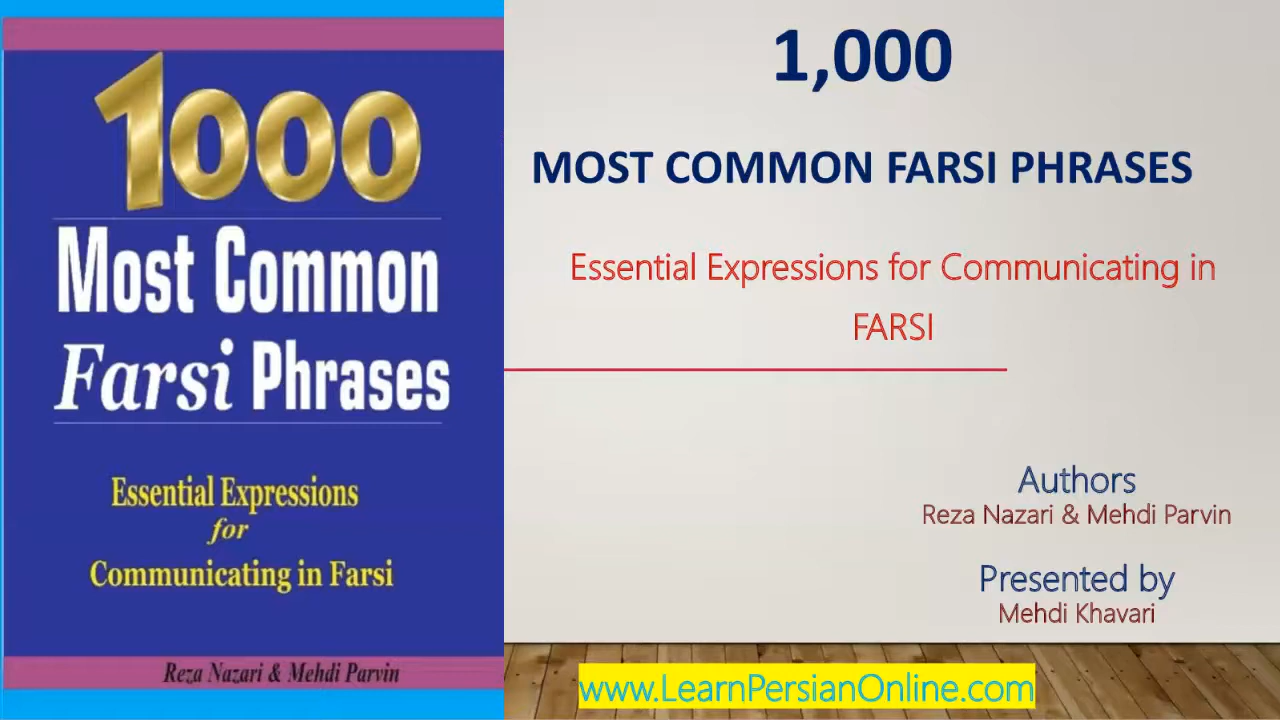 1000
Most Common
Farsi Phrases
Essential Expressions
for
Communicating in Farsi
Reza Nazari & Mehdi Parvin
1,000
MOST COMMON FARSI PHRASES
Essential Expressions for Communicating in
FARSI
Authors
Reza Nazari & Mehdi Parvin
Presented by
Mehdi Khavari
www.LearnPersianOnline.com